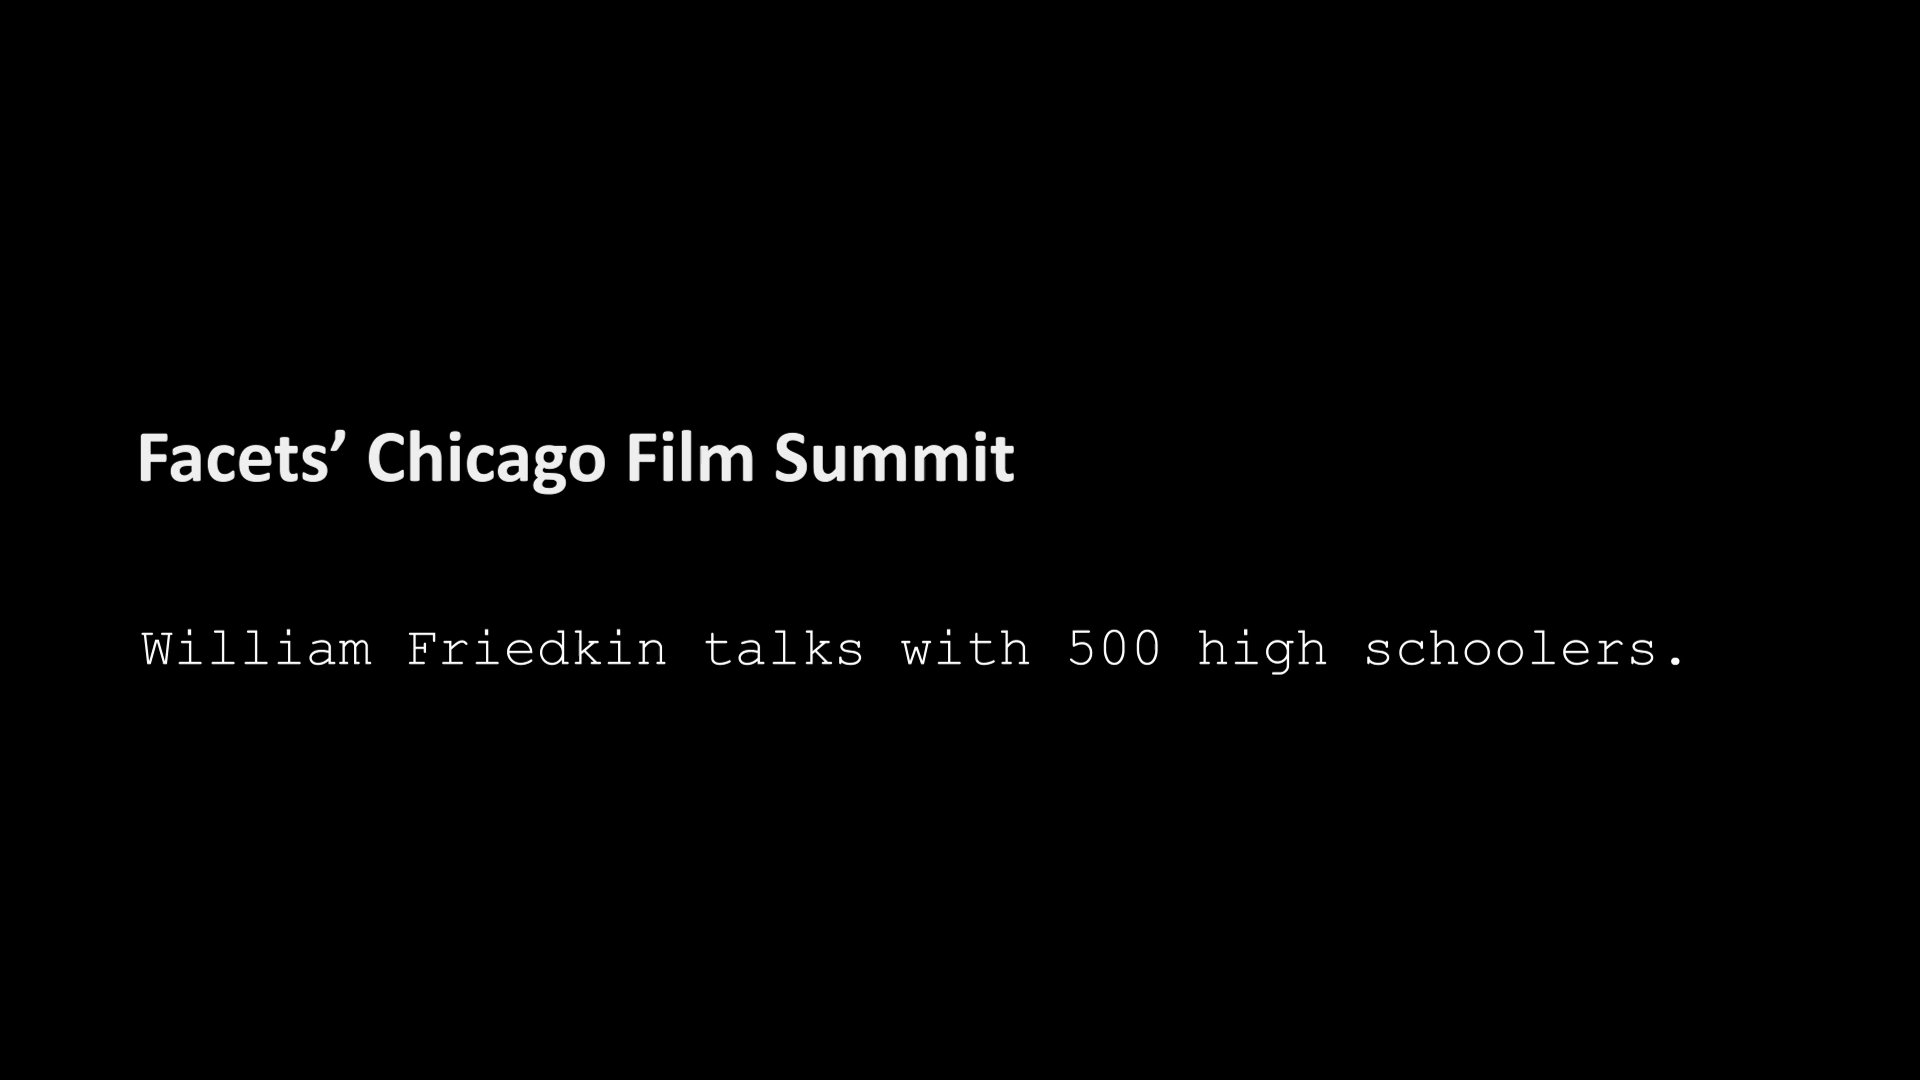 Facets’ Chicago Film Summit
William Friedkin talks with 500 high schoolers.